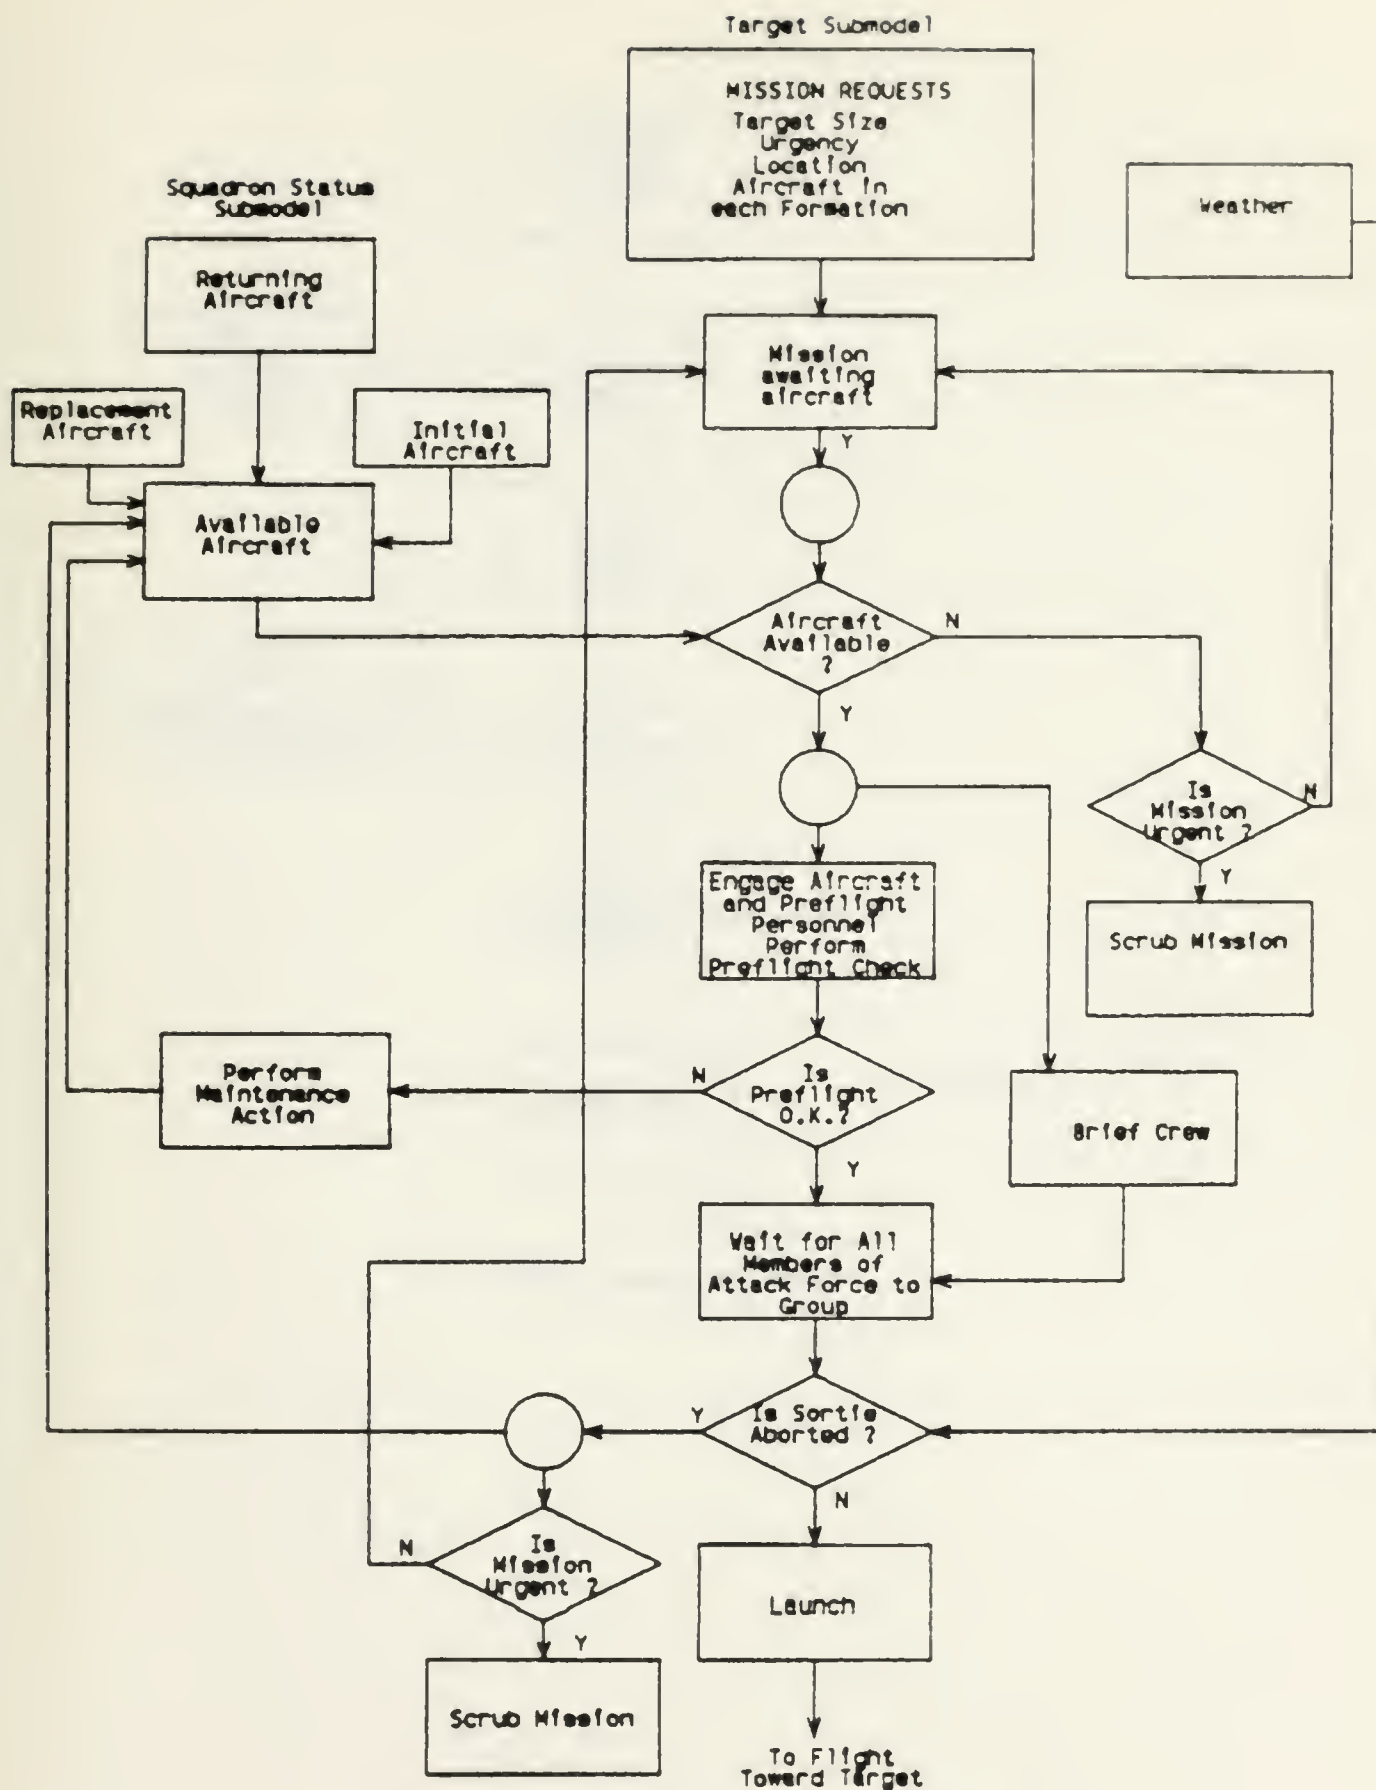 Target Submodel
MISSION REQUESTS
Target Size
Urgency
Location
Aircraft in
each Formation
Weather
Squadron Status
Submodel
Returning
Aircraft
Replacement
Aircraft
Initial
Aircraft
Available
Aircraft
Mission
awaiting
aircraft
Y
Aircraft
Available
?
N
Y
Is
Mission
Urgent ?
N
Y
Scrub Mission
Engage Aircraft
and Preflight
Personnel
Perform
Preflight Check
Is
Preflight
O.K.?
N
Y
Perform
Maintenance
Action
Brief Crew
Wait for All
Members of
Attack Force to
Group
Is Sortie
Aborted ?
Y
N
Is
Mission
Urgent ?
N
Y
Scrub Mission
Launch
To Flight
Toward Target